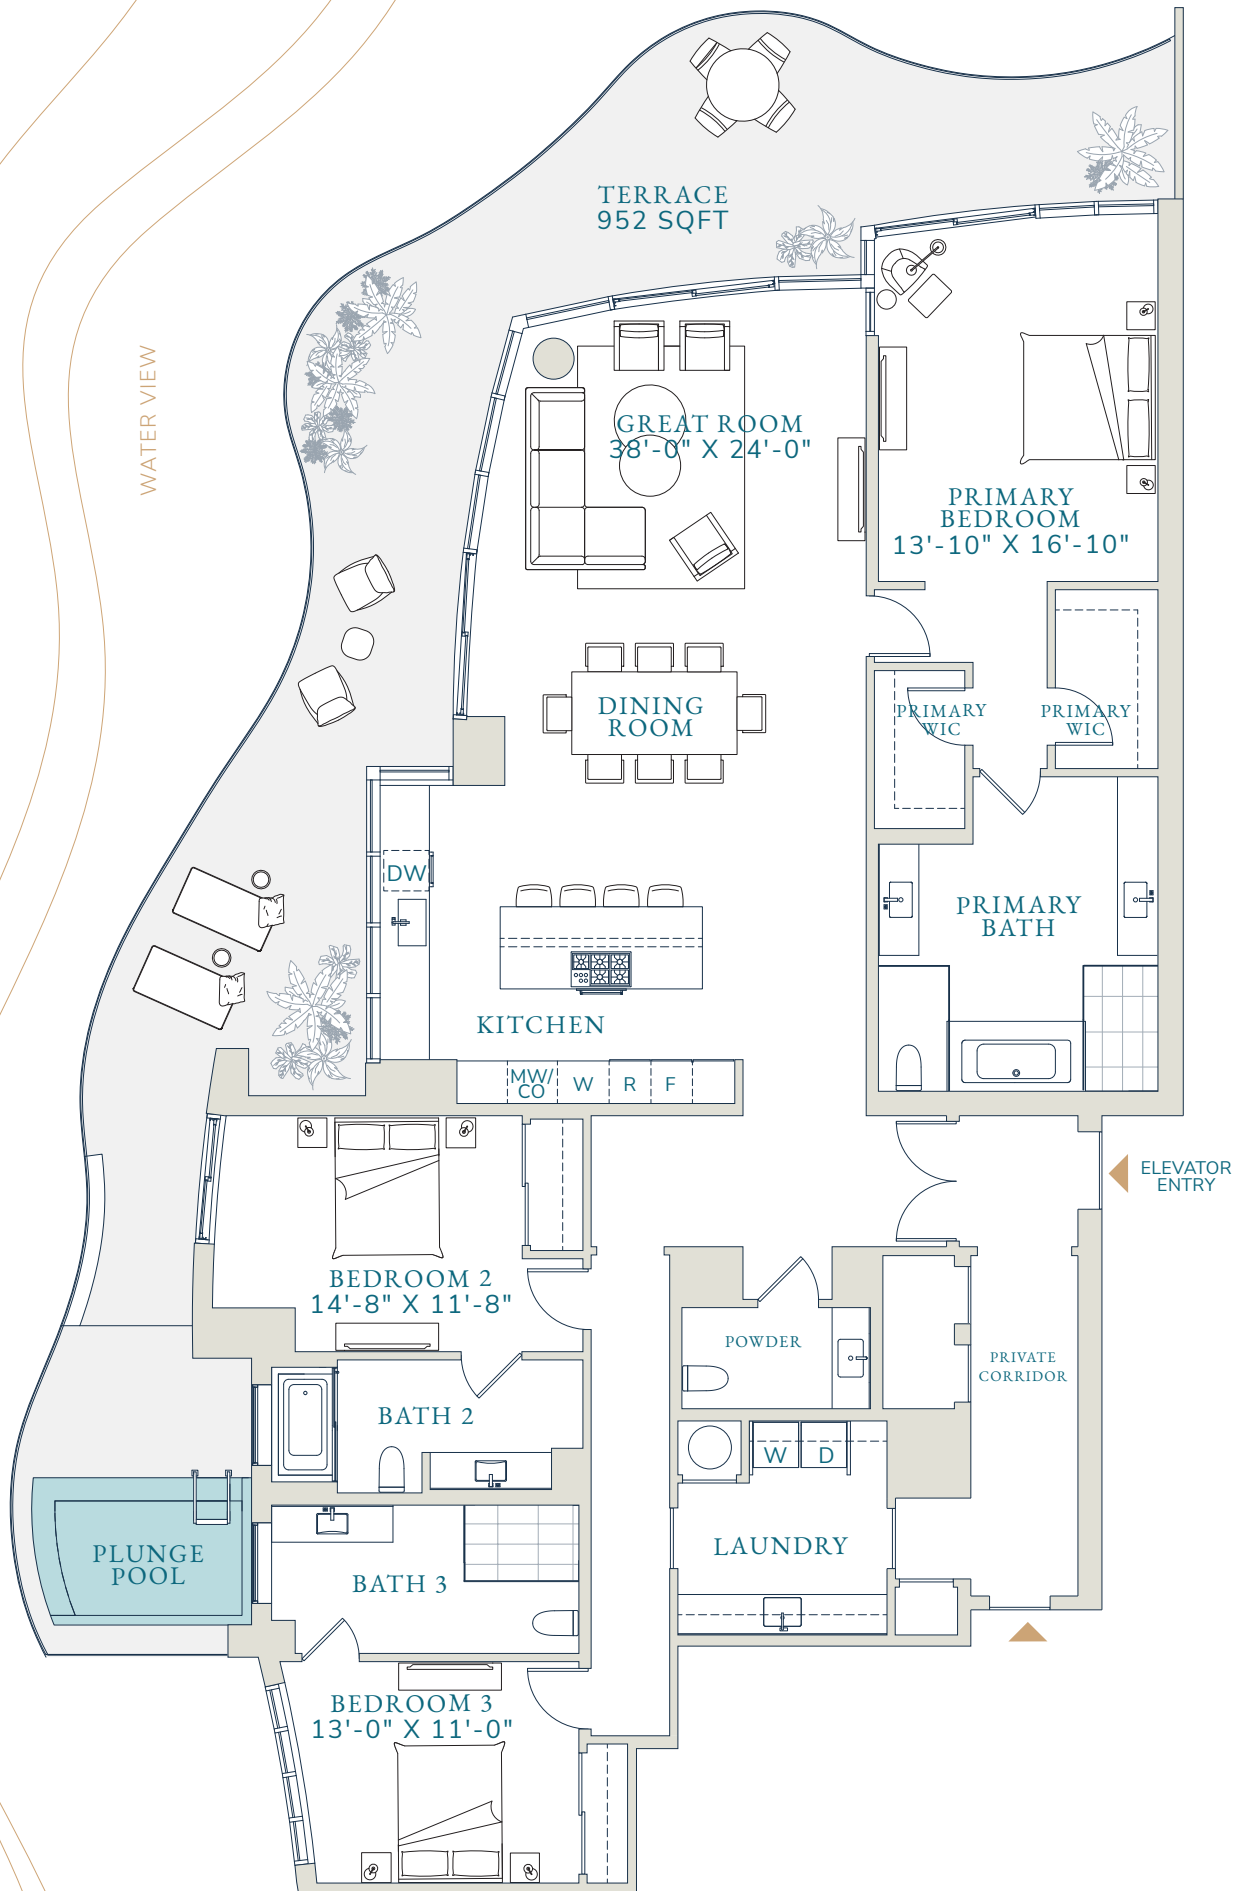 TERRACE
952 SQFT
WATER VIEW
GREAT ROOM
38'-0" X 24'-0"
PRIMARY
BEDROOM
13'-10" X 16'-10"
DINING
ROOM
PRIMARY
WIC
PRIMARY
WIC
DW
PRIMARY
BATH
KITCHEN
MW/
CO
W
R
F
ELEVATOR
ENTRY
BEDROOM 2
14'-8" X 11'-8"
POWDER
PRIVATE
CORRIDOR
BATH 2
W
D
PLUNGE
POOL
LAUNDRY
BATH 3
BEDROOM 3
13'-0" X 11'-0"